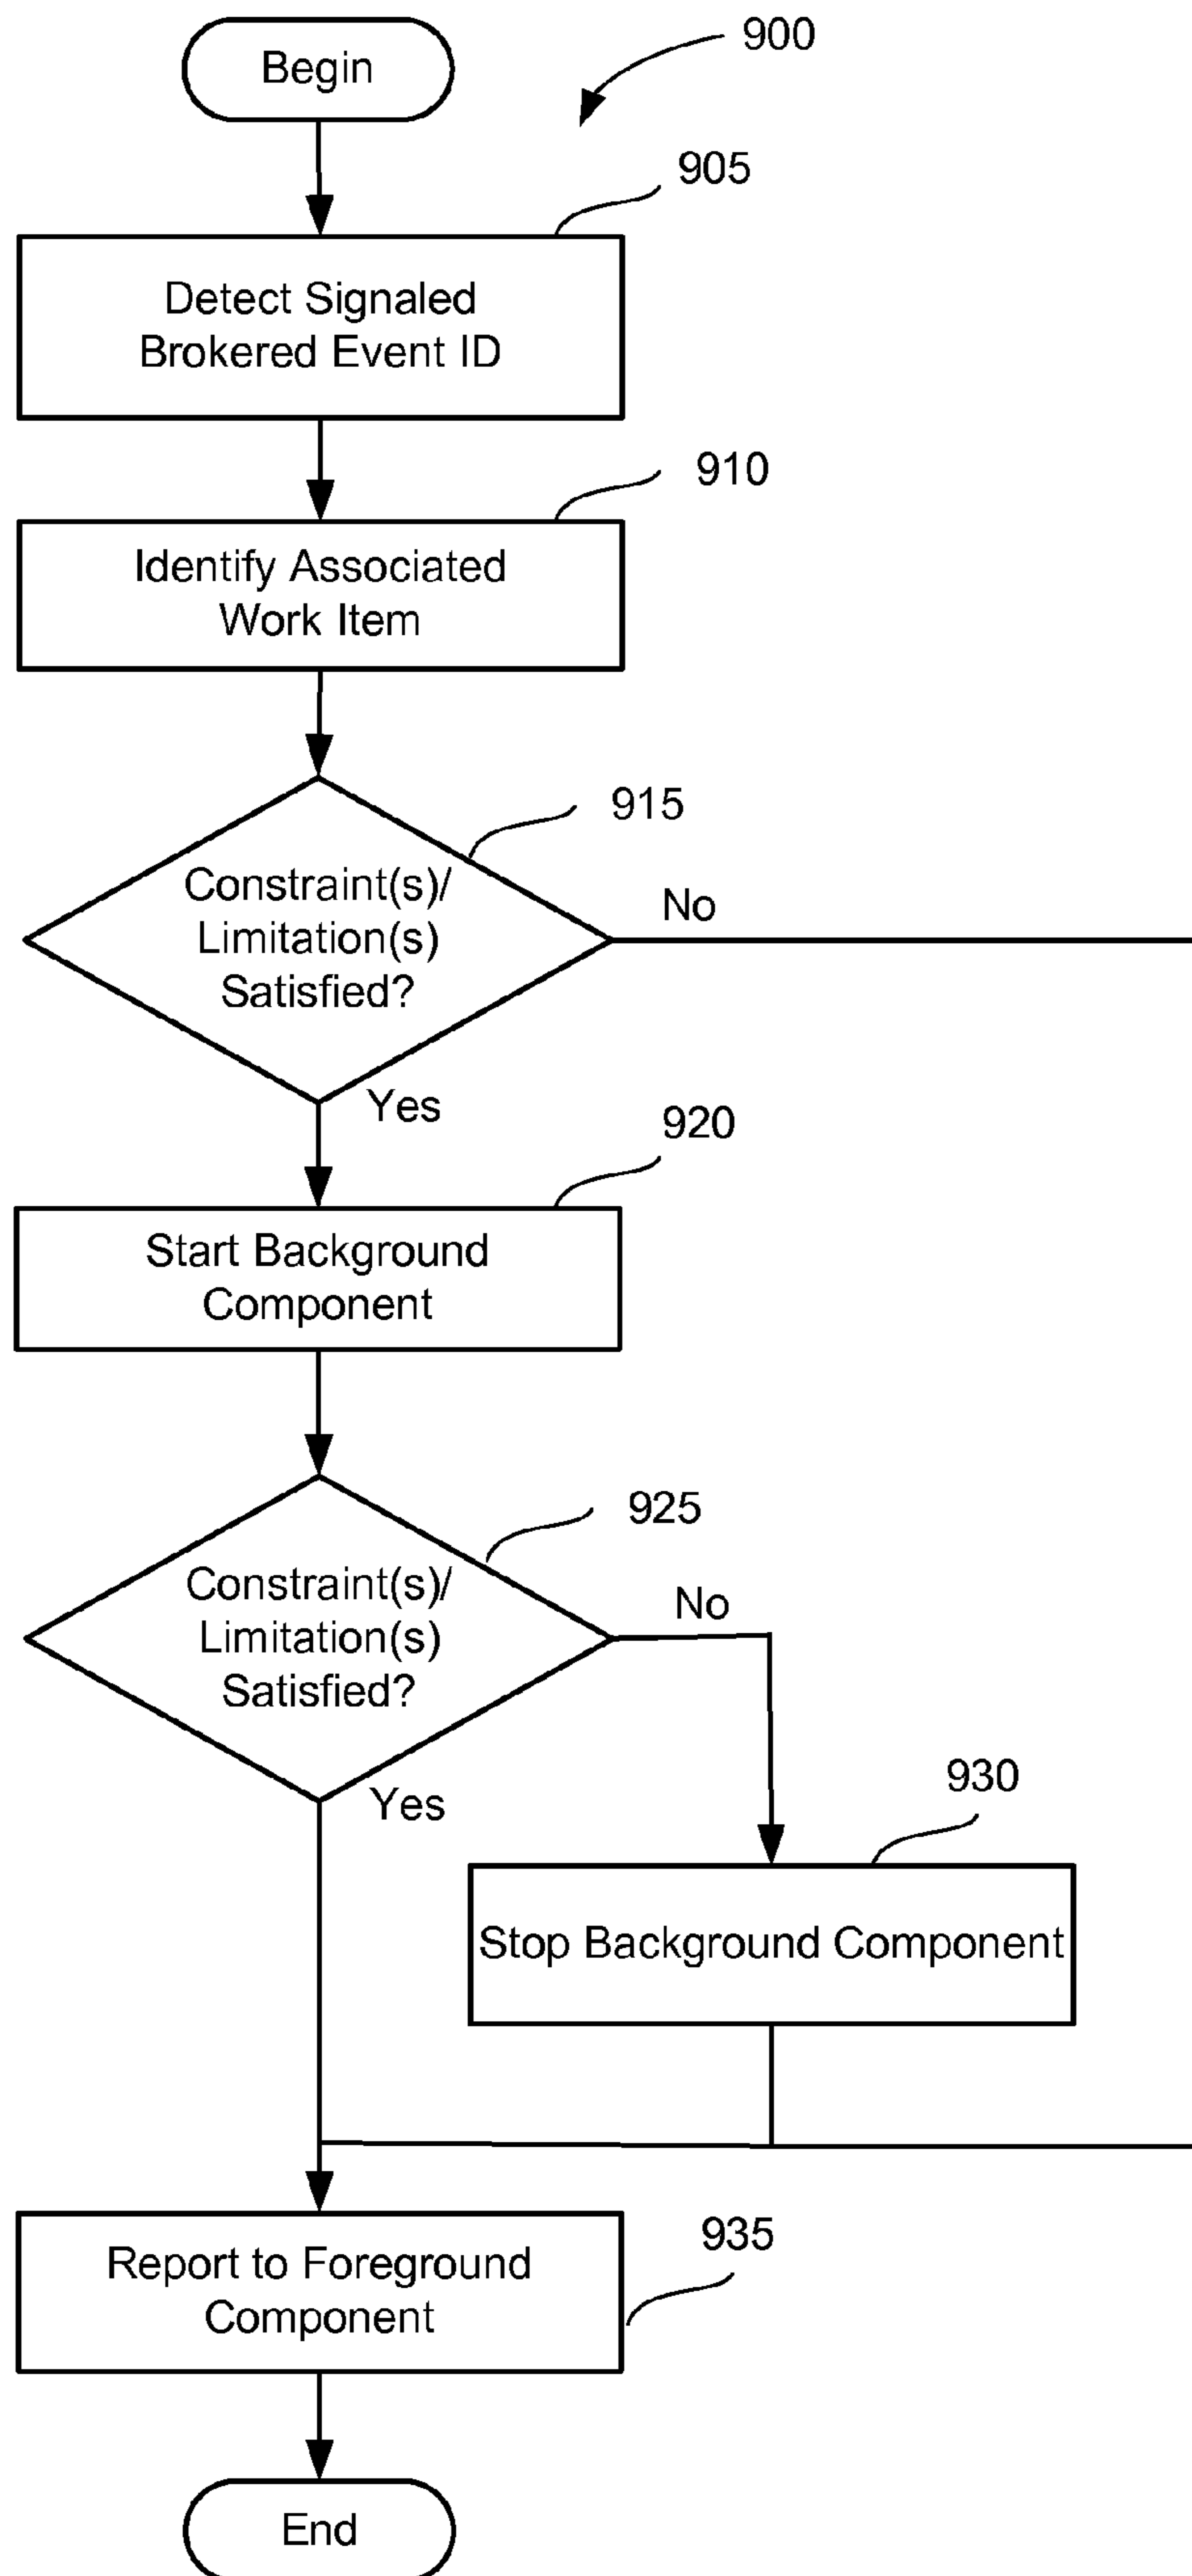 Begin
900
905
Detect Signaled
Brokered Event ID
910
Identify Associated
Work Item
915
Constraint(s)/
Limitation(s)
Satisfied?
No
Yes
920
Start Background
Component
925
Constraint(s)/
Limitation(s)
Satisfied?
No
Yes
930
Stop Background Component
935
Report to Foreground
Component
End